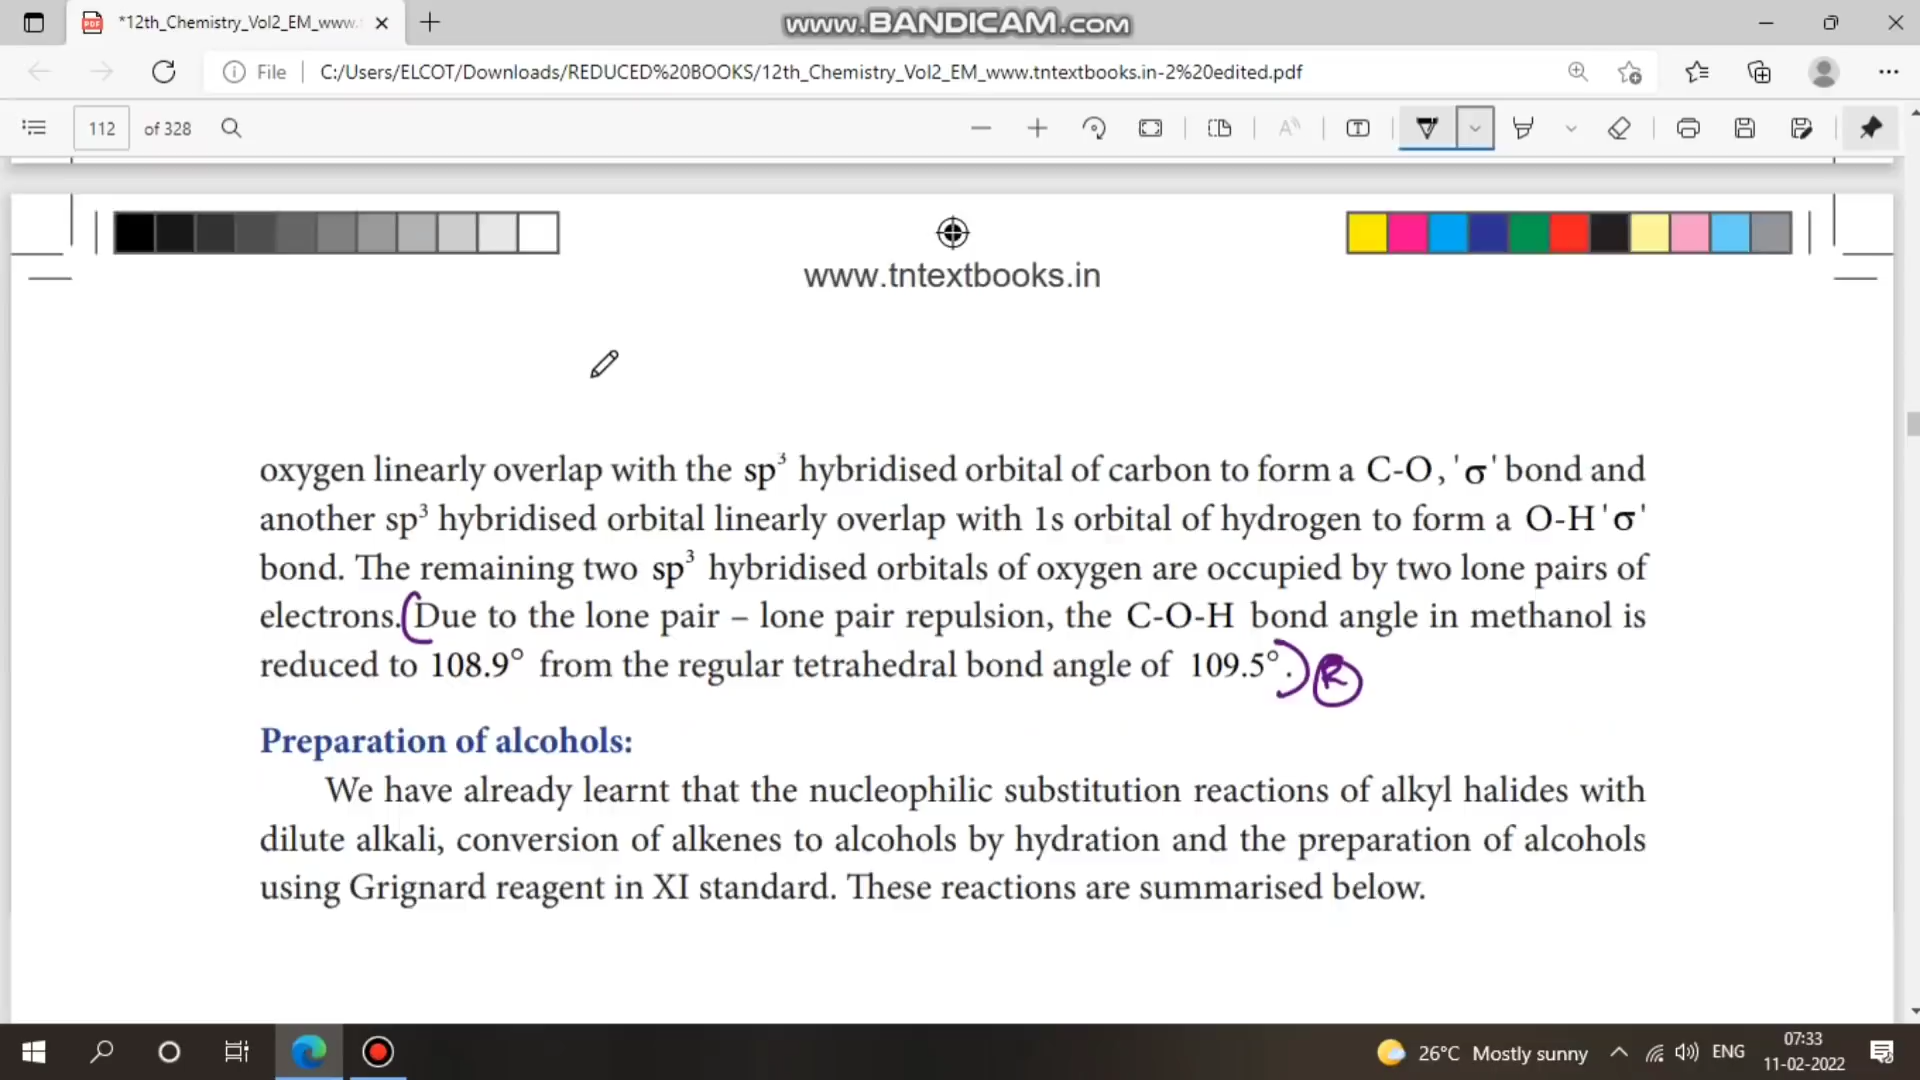 *12th_Chemistry_Vol2_EM_www.
www.BANDICAM.com
File
C:/Users/ELCOT/Downloads/REDUCED%20BOOKS/12th_Chemistry_Vol2_EM_www.tntextbooks.in-2%20edited.pdf
112 of 328
www.tntextbooks.in
oxygen linearly overlap with the sp³ hybridised orbital of carbon to form a C-O, 'σ' bond and
another sp³ hybridised orbital linearly overlap with 1s orbital of hydrogen to form a O-H 'σ'
bond. The remaining two sp³ hybridised orbitals of oxygen are occupied by two lone pairs of
electrons. (Due to the lone pair – lone pair repulsion, the C-O-H bond angle in methanol is
reduced to 108.9° from the regular tetrahedral bond angle of 109.5°.) R
Preparation of alcohols:
We have already learnt that the nucleophilic substitution reactions of alkyl halides with
dilute alkali, conversion of alkenes to alcohols by hydration and the preparation of alcohols
using Grignard reagent in XI standard. These reactions are summarised below.
26°C Mostly sunny
ENG
07:33
11-02-2022